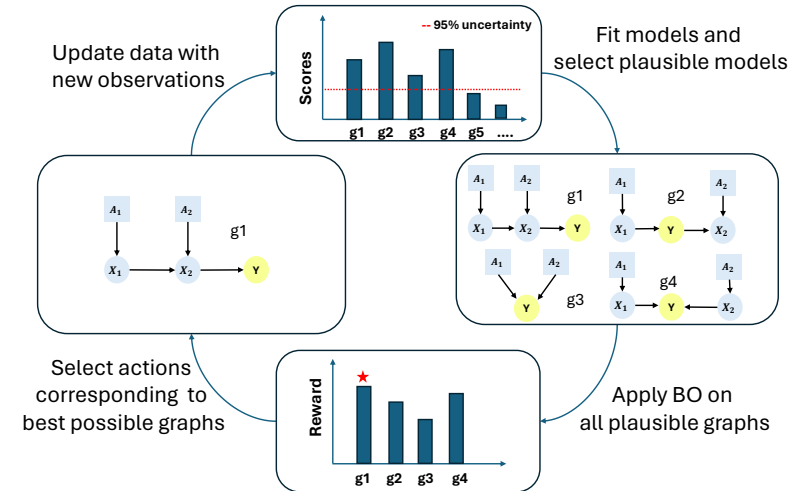 Update data with
new observations
-- 95% uncertainty
Scores
g1 g2 g3 g4 g5 ....
Fit models and
select plausible models
A₁ A₂
g1
X₁ X₂ Y
A₁ A₂
g1
X₁ X₂ Y
A₁ A₂
g2
X₁ Y X₂
A₁ A₂
g3
Y
A₁ A₂
g4
X₁ Y X₂
Select actions
corresponding to
best possible graphs
Reward
g1 g2 g3 g4
Apply BO on
all plausible graphs